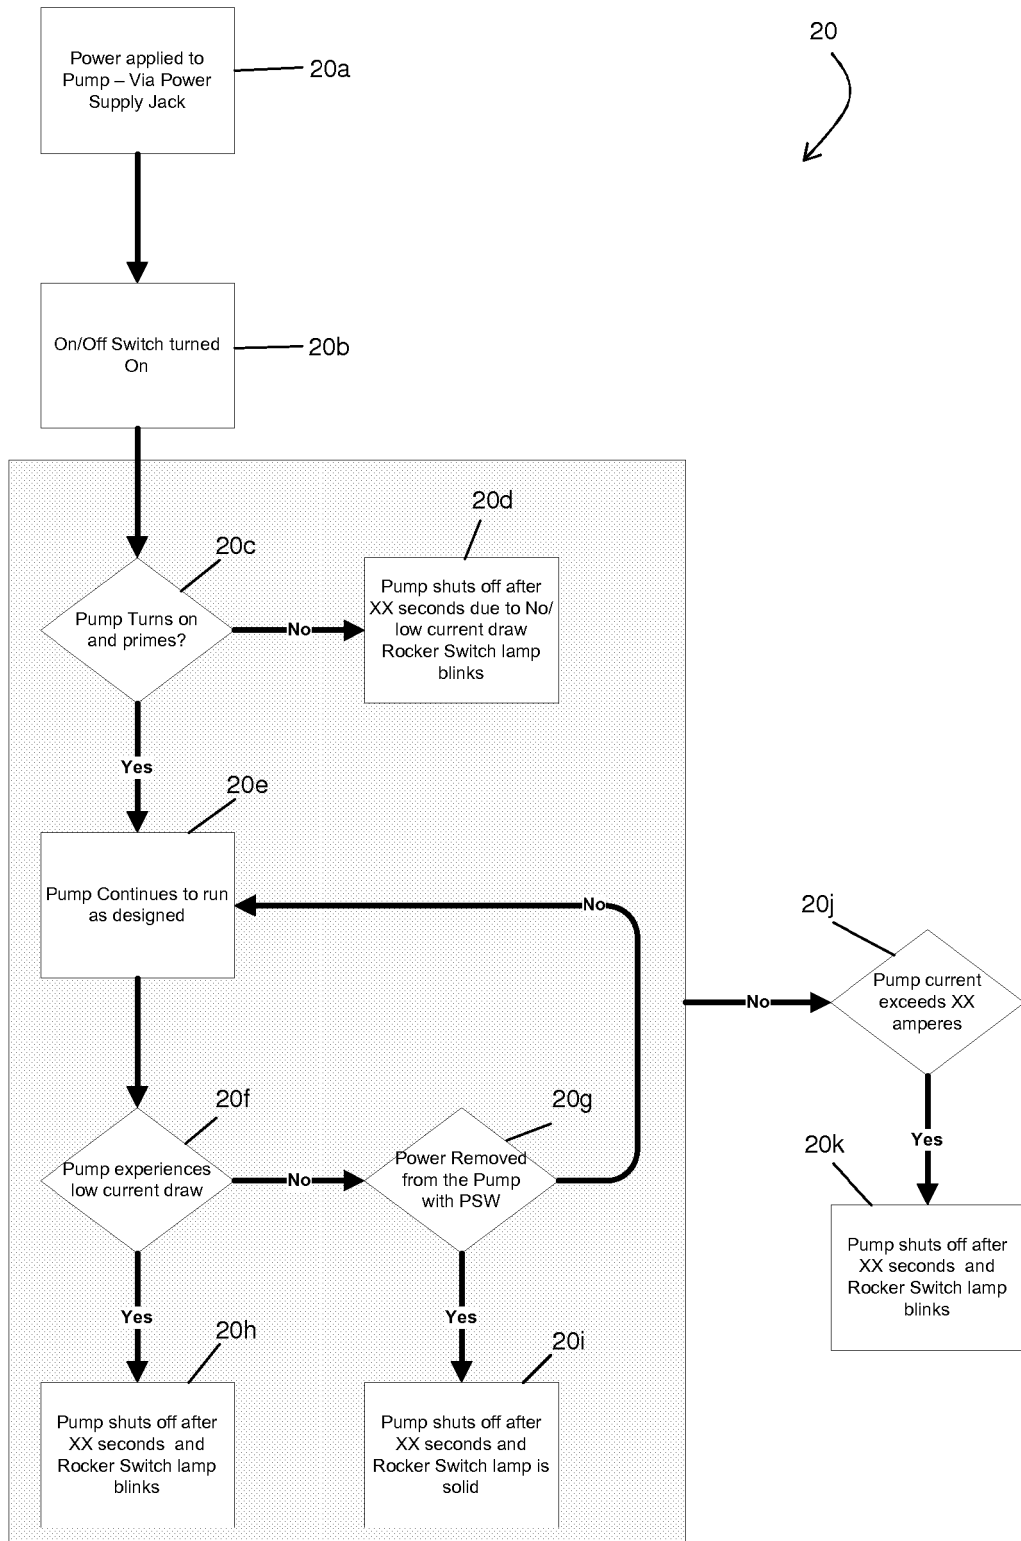 Power applied to
Pump – Via Power
Supply Jack
20a
20
On/Off Switch turned
On
20b
20c
Pump Turns on
and primes?
No
20d
Pump shuts off after
XX seconds due to No/
low current draw
Rocker Switch lamp
blinks
Yes
20e
Pump Continues to run
as designed
No
20j
Pump current
exceeds XX
amperes
No
20f
Pump experiences
low current draw
No
20g
Power Removed
from the Pump
with PSW
Yes
20k
Pump shuts off after
XX seconds and
Rocker Switch lamp
blinks
Yes
20h
Pump shuts off after
XX seconds and
Rocker Switch lamp
blinks
Yes
20i
Pump shuts off after
XX seconds and
Rocker Switch lamp is
solid